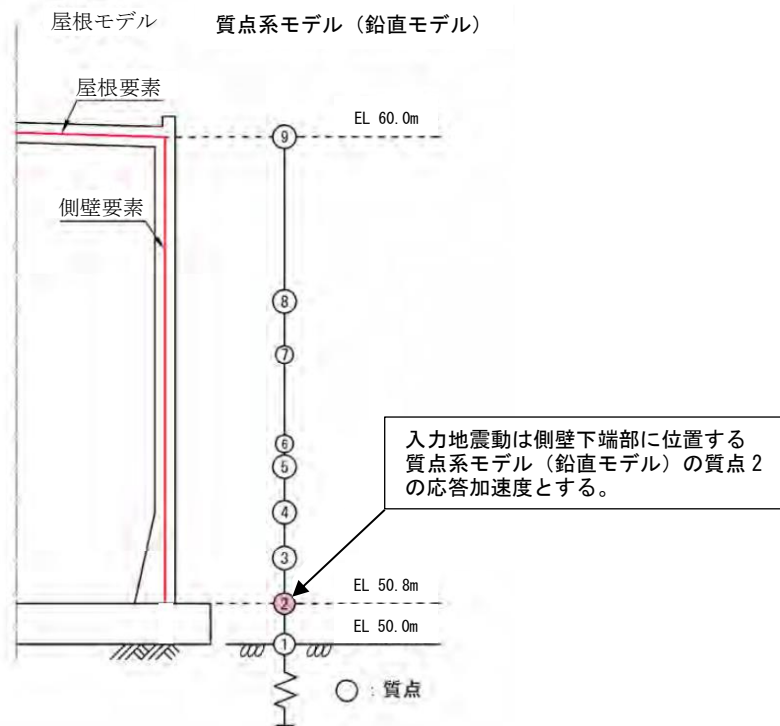 屋根モデル
質点系モデル（鉛直モデル）
屋根要素
EL 60.0m
9
側壁要素
8
7
6
5
入力地震動は側壁下端部に位置する
質点系モデル（鉛直モデル）の質点２
の応答加速度とする。
4
3
EL 50.8m
2
EL 50.0m
1
：質点